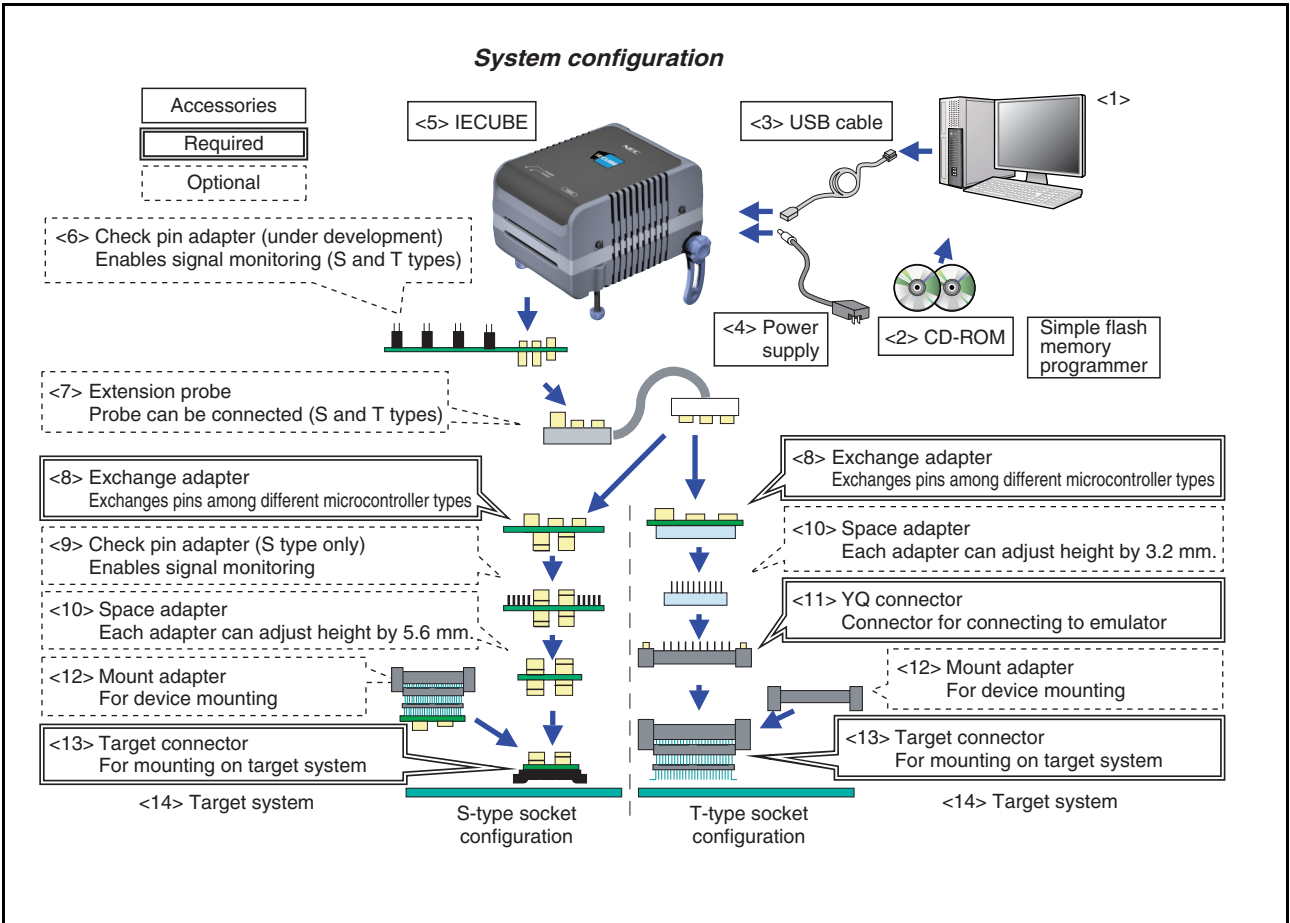 System configuration
Accessories
Required
Optional
<5> IECUBE
<3> USB cable
<1>
NEC
<6> Check pin adapter (under development)
Enables signal monitoring (S and T types)
<4> Power
supply
<2> CD-ROM
Simple flash
memory
programmer
<7> Extension probe
Probe can be connected (S and T types)
<8> Exchange adapter
Exchanges pins among different microcontroller types
<9> Check pin adapter (S type only)
Enables signal monitoring
<10> Space adapter
Each adapter can adjust height by 5.6 mm.
<12> Mount adapter
For device mounting
<13> Target connector
For mounting on target system
<14> Target system
S-type socket
configuration
<8> Exchange adapter
Exchanges pins among different microcontroller types
<10> Space adapter
Each adapter can adjust height by 3.2 mm.
<11> YQ connector
Connector for connecting to emulator
<12> Mount adapter
For device mounting
<13> Target connector
For mounting on target system
<14> Target system
T-type socket
configuration